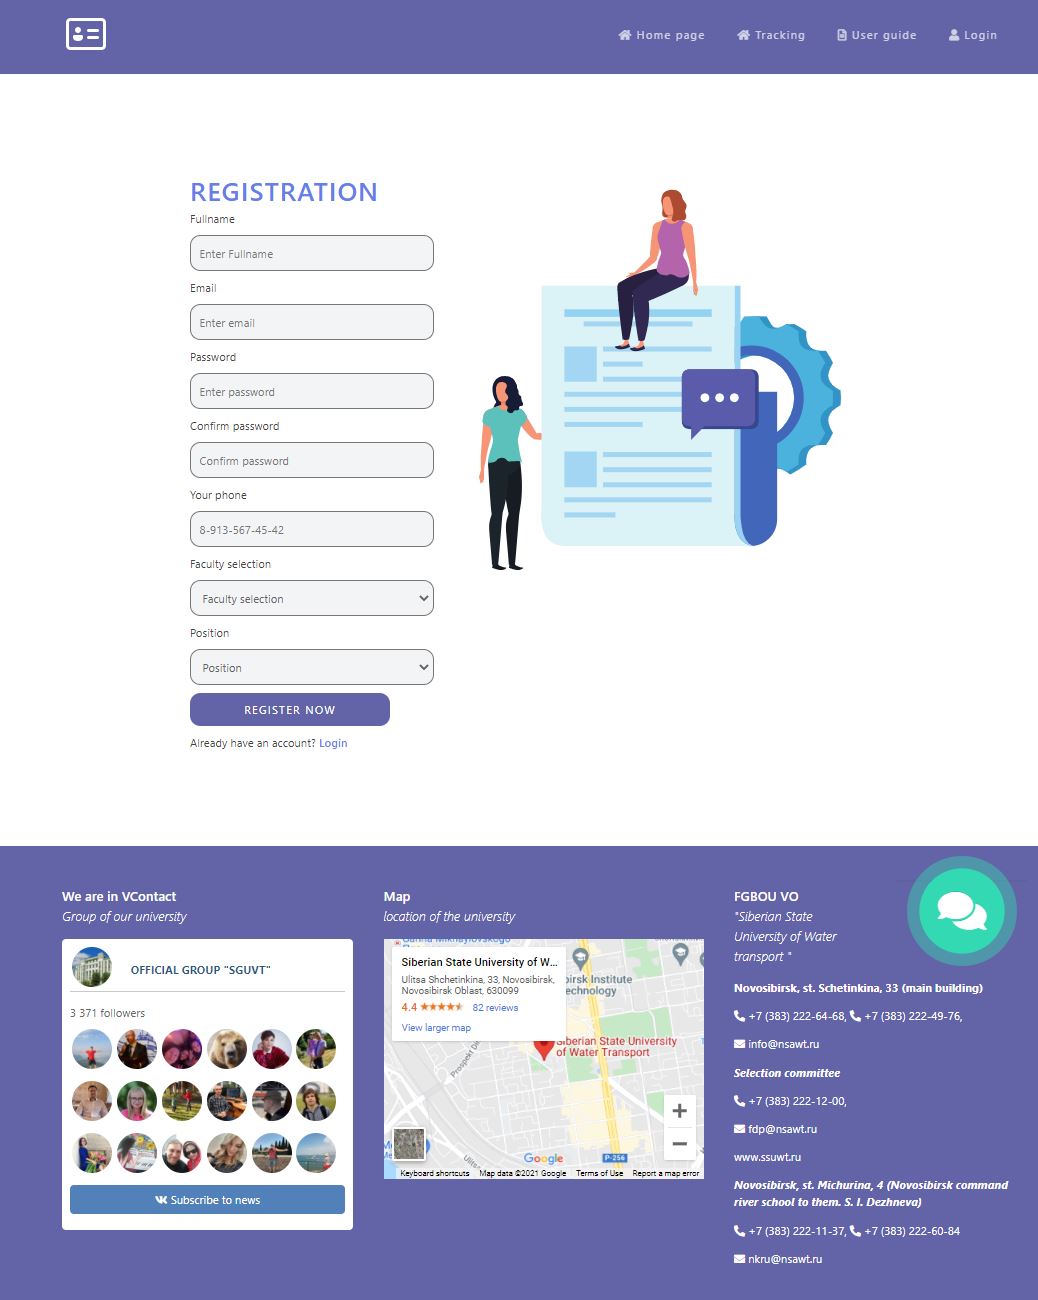 Home page
Tracking
User guide
Login
REGISTRATION
Fullname
Enter Fullname
Email
Enter email
Password
Enter password
Confirm password
Confirm password
Your phone
8-913-567-45-42
Faculty selection
Faculty selection
Position
Position
REGISTER NOW
Already have an account? Login
We are in VContact
Group of our university
OFFICIAL GROUP "SGUVT"
3 371 followers
Subscribe to news
Map
location of the university
Siberian State University of W...
Ulitsa Shchetinkina, 33, Novosibirsk,
Novosibirsk Oblast, 630099
4.4
82 reviews
View larger map
birsk Institute
echnology
Siberian State University
of Water Transport
Prospekt Di
Ulits
P-256
Google
Keyboard shortcuts
Map data ©2021 Google
Terms of Use
Report a map error
FGBOU VO
"Siberian State
University of Water
transport "
Novosibirsk, st. Schetinkina, 33 (main building)
+7 (383) 222-64-68, +7 (383) 222-49-76,
info@nsawt.ru
Selection committee
+7 (383) 222-12-00,
fdp@nsawt.ru
www.ssuwt.ru
Novosibirsk, st. Michurina, 4 (Novosibirsk command
river school to them. S. I. Dezhneva)
+7 (383) 222-11-37, +7 (383) 222-60-84
nkru@nsawt.ru